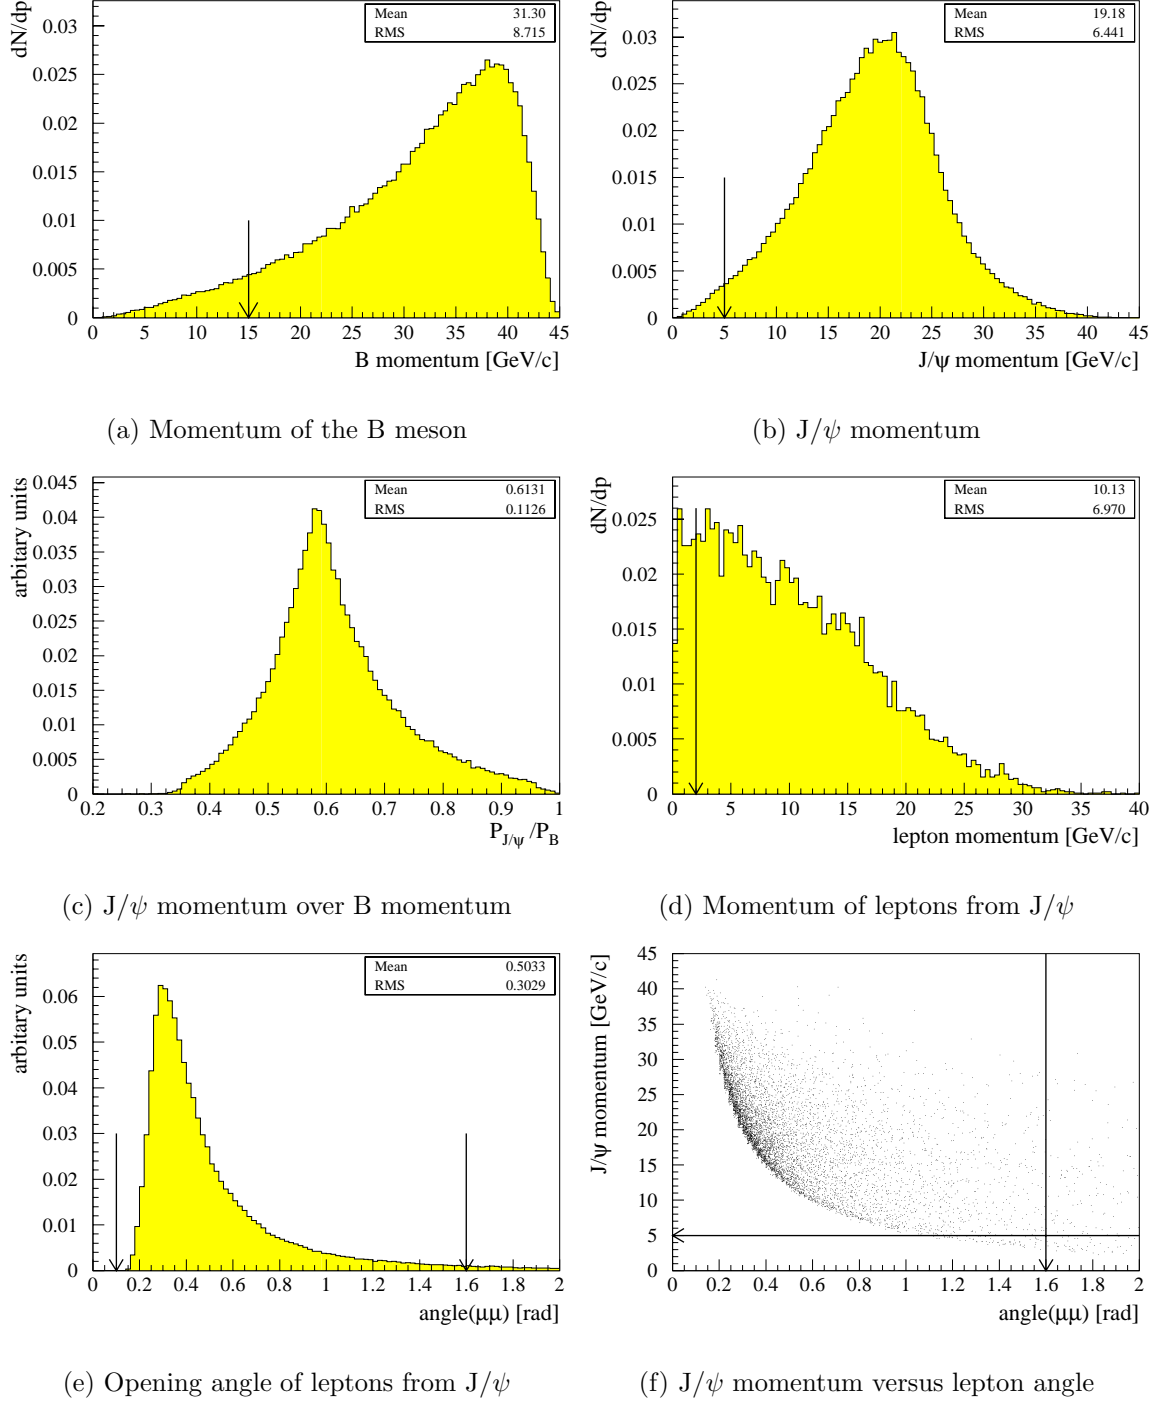 dN/dp
Mean 31.30
RMS 8.715
0.03
0.025
0.02
0.015
0.01
0.005
0
0 5 10 15 20 25 30 35 40 45
B momentum [GeV/c]
(a) Momentum of the B meson
dN/dp
Mean 19.18
RMS 6.441
0.03
0.025
0.02
0.015
0.01
0.005
0
0 5 10 15 20 25 30 35 40 45
J/ψ momentum [GeV/c]
(b) J/ψ momentum
arbitary units
Mean 0.6131
RMS 0.1126
0.045
0.04
0.035
0.03
0.025
0.02
0.015
0.01
0.005
0
0.2 0.3 0.4 0.5 0.6 0.7 0.8 0.9 1
P_J/ψ /P_B
(c) J/ψ momentum over B momentum
dN/dp
Mean 10.13
RMS 6.970
0.025
0.02
0.015
0.01
0.005
0
0 5 10 15 20 25 30 35 40
lepton momentum [GeV/c]
(d) Momentum of leptons from J/ψ
arbitary units
Mean 0.5033
RMS 0.3029
0.06
0.05
0.04
0.03
0.02
0.01
0
0 0.2 0.4 0.6 0.8 1 1.2 1.4 1.6 1.8 2
angle(μμ) [rad]
(e) Opening angle of leptons from J/ψ
J/ψ momentum [GeV/c]
45
40
35
30
25
20
15
10
5
0
0 0.2 0.4 0.6 0.8 1 1.2 1.4 1.6 1.8 2
angle(μμ) [rad]
(f) J/ψ momentum versus lepton angle